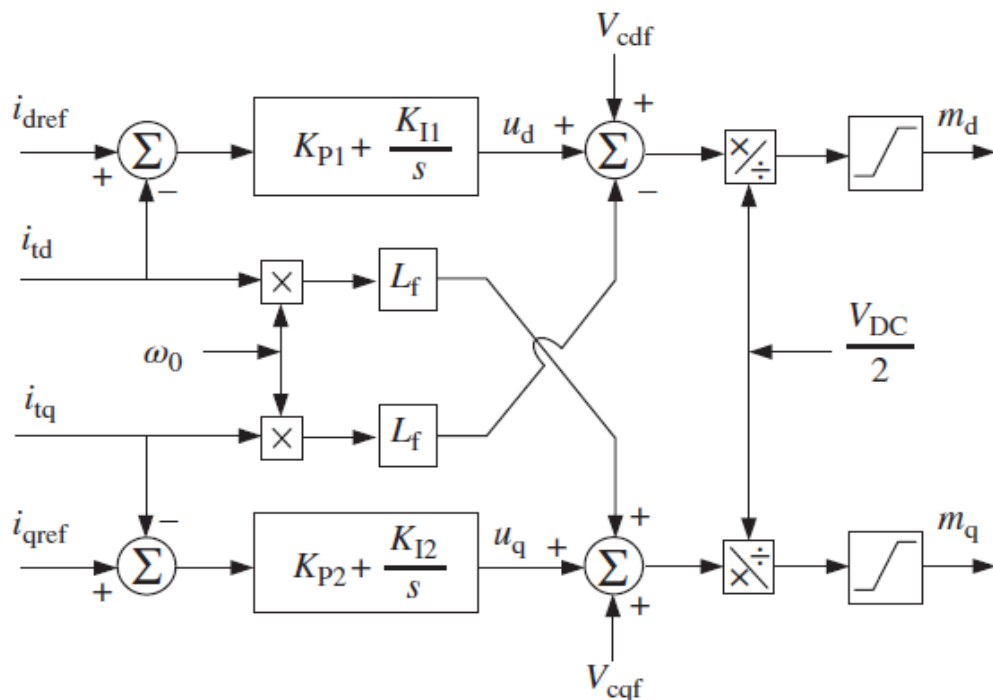 V_cdf
i_dref
+
−
Σ
K_P1 + K_I1/s
u_d
+
+
−
Σ
×/÷
m_d
i_td
×
L_f
ω_0
V_DC/2
i_tq
×
L_f
i_qref
−
+
Σ
K_P2 + K_I2/s
u_q
+
+
+
Σ
÷
×
m_q
V_cqf